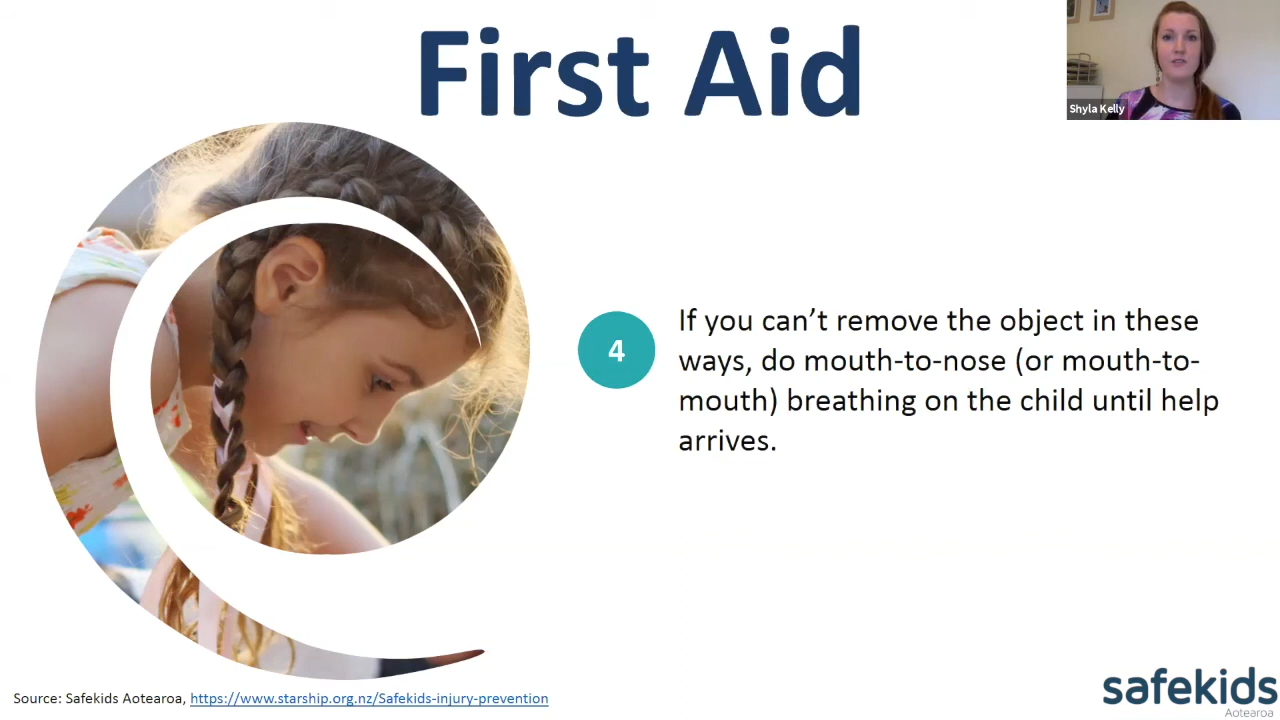 First Aid
Shyla Kelly
4
If you can’t remove the object in these
ways, do mouth-to-nose (or mouth-to-
mouth) breathing on the child until help
arrives.
Source: Safekids Aotearoa, https://www.starship.org.nz/Safekids-injury-prevention
safekids
Aotearoa